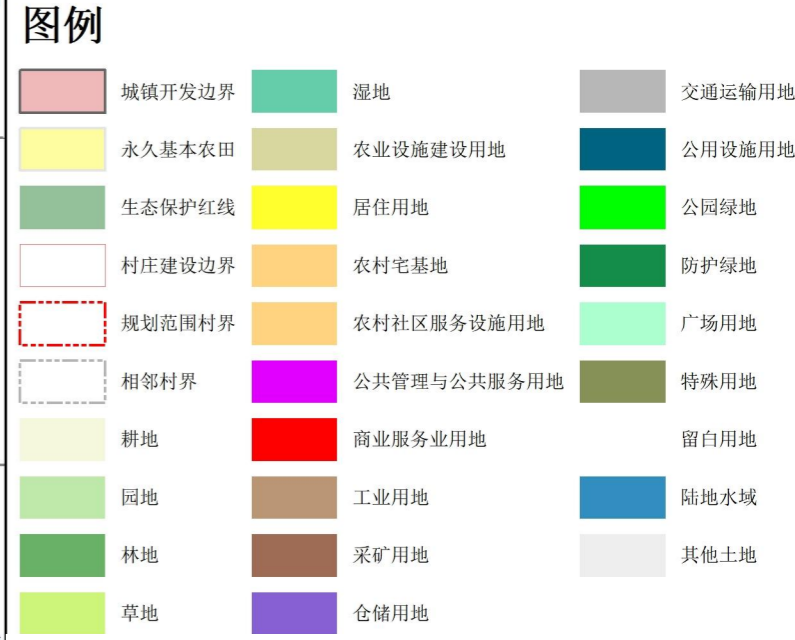 图例
城镇开发边界
永久基本农田
生态保护红线
村庄建设边界
规划范围村界
相邻村界
耕地
园地
林地
草地
湿地
农业设施建设用地
居住用地
农村宅基地
农村社区服务设施用地
公共管理与公共服务用地
商业服务业用地
工业用地
采矿用地
仓储用地
交通运输用地
公用设施用地
公园绿地
防护绿地
广场用地
特殊用地
留白用地
陆地水域
其他土地